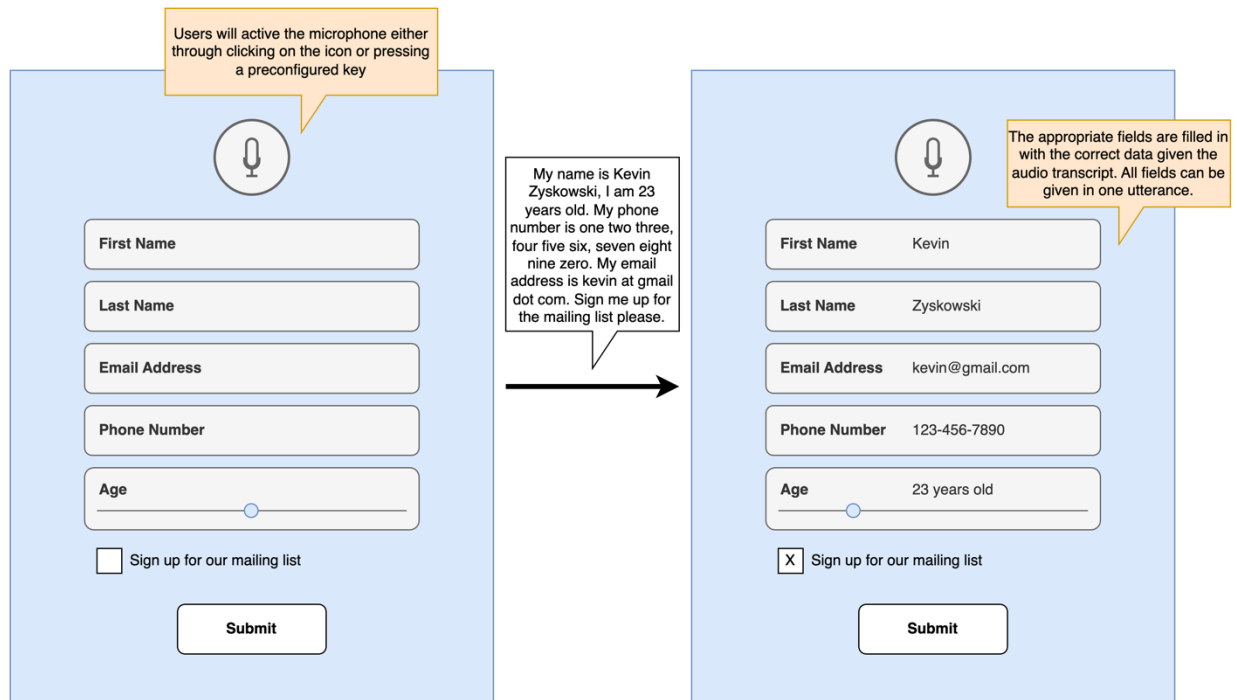 Users will active the microphone either
through clicking on the icon or pressing
a preconfigured key
First Name
Last Name
Email Address
Phone Number
Age
Sign up for our mailing list
Submit
My name is Kevin
Zyskowski, I am 23
years old. My phone
number is one two three,
four five six, seven eight
nine zero. My email
address is kevin at gmail
dot com. Sign me up for
the mailing list please.
The appropriate fields are filled in
with the correct data given the
audio transcript. All fields can be
given in one utterance.
First Name Kevin
Last Name Zyskowski
Email Address kevin@gmail.com
Phone Number 123-456-7890
Age 23 years old
X Sign up for our mailing list
Submit